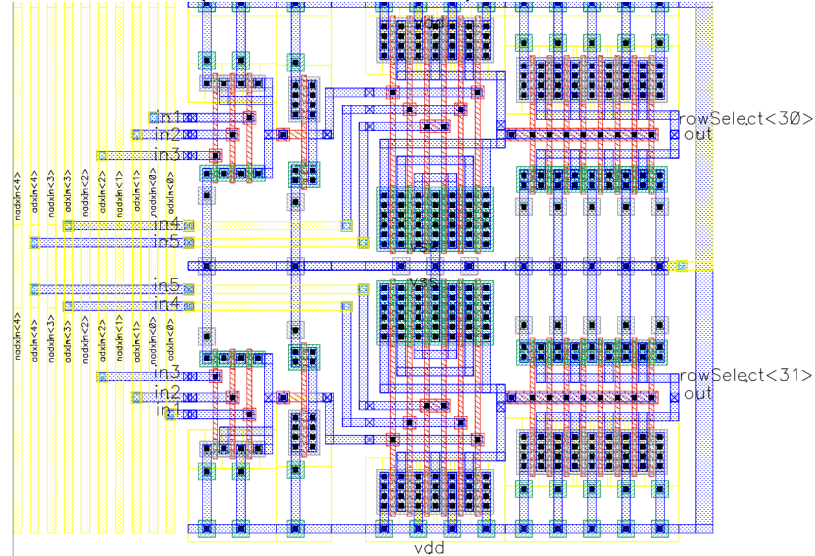 vdd
in1
rowSelect<30>
in2
out
in3
nadxin<4>
adxin<4>
nadxin<3>
adxin<3>
nadxin<2>
adxin<2>
nadxin<1>
adxin<1>
nadxin<0>
adxin<0>
in4
in5
vss
vss
in5
in4
nadxin<4>
adxin<4>
nadxin<3>
adxin<3>
nadxin<2>
adxin<2>
nadxin<1>
adxin<1>
nadxin<0>
adxin<0>
in3
rowSelect<31>
in2
out
in1
vdd